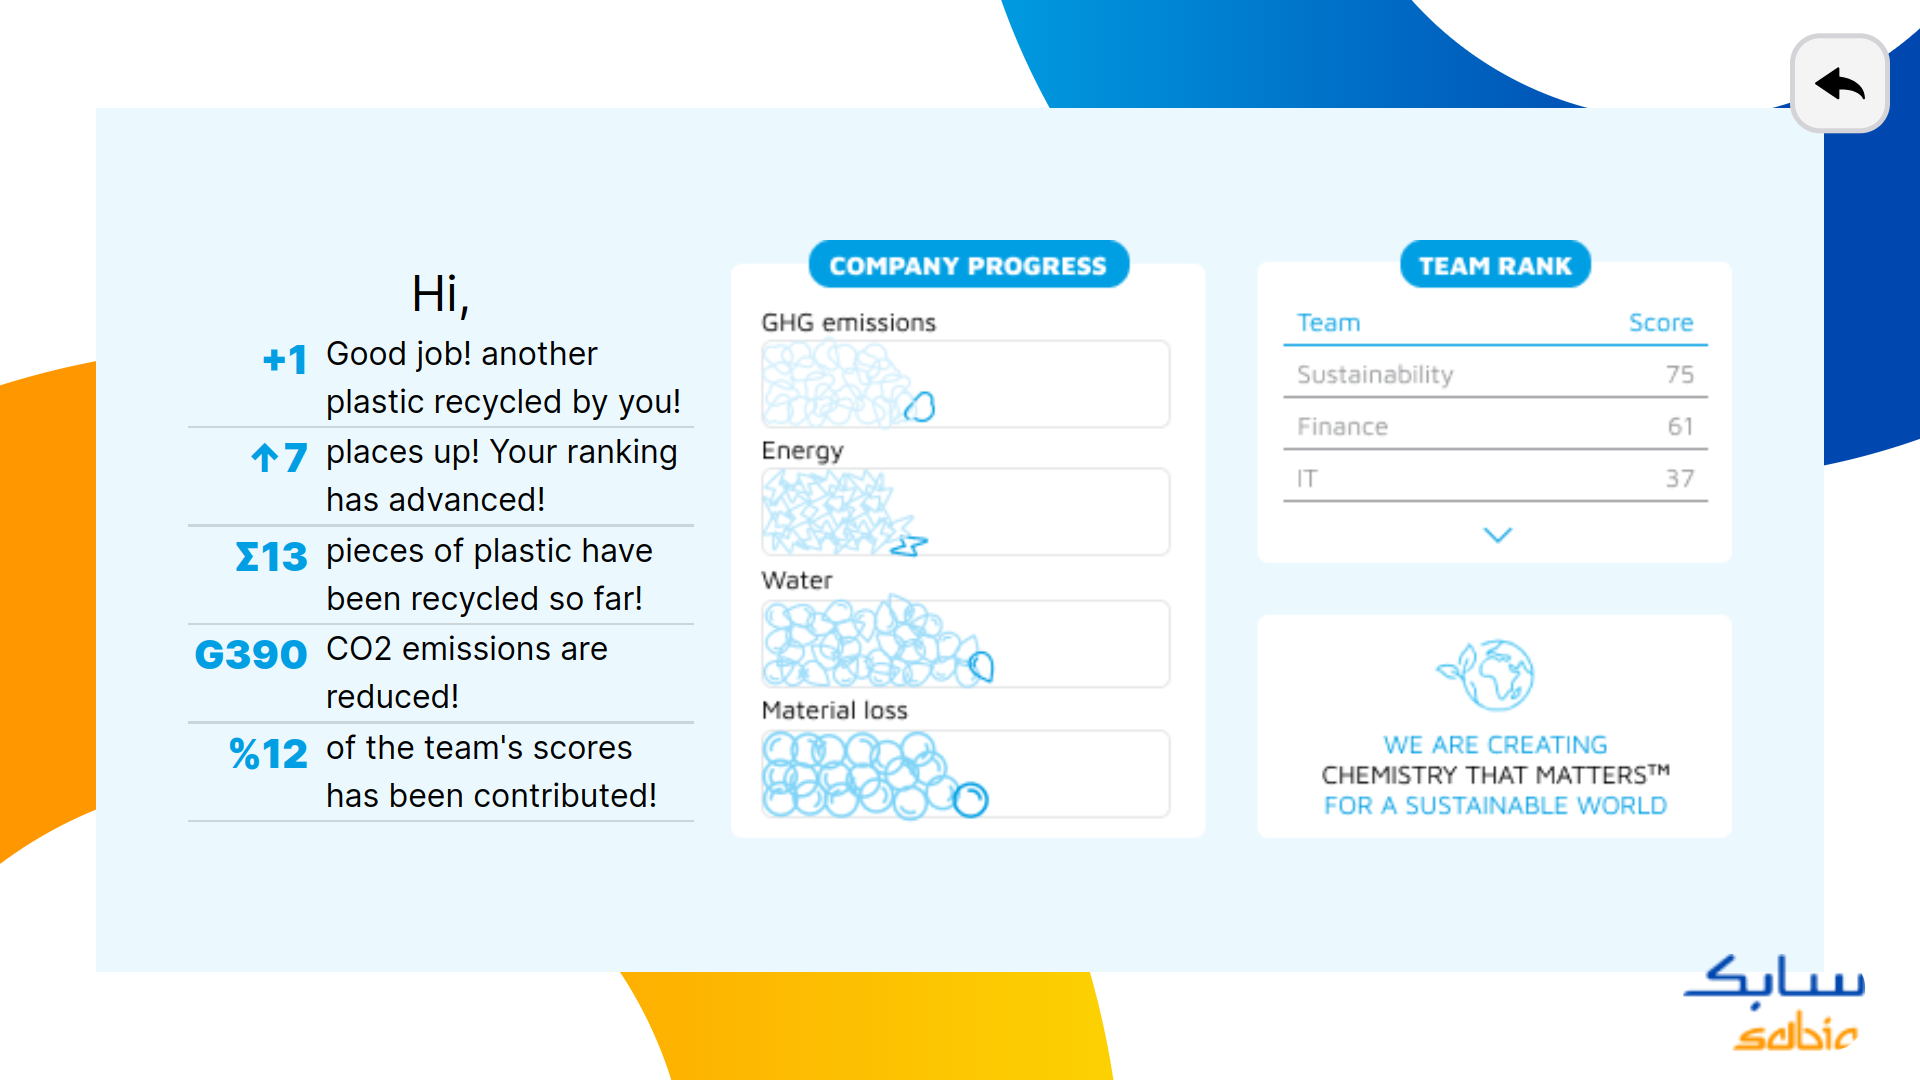 Hi,
+1 Good job! another
plastic recycled by you!
↑7 places up! Your ranking
has advanced!
Σ13 pieces of plastic have
been recycled so far!
G390 CO2 emissions are
reduced!
%12 of the team's scores
has been contributed!
COMPANY PROGRESS
GHG emissions
Energy
Water
Material loss
TEAM RANK
Team Score
Sustainability 75
Finance 61
IT 37
WE ARE CREATING
CHEMISTRY THAT MATTERS™
FOR A SUSTAINABLE WORLD
سابك
sabic